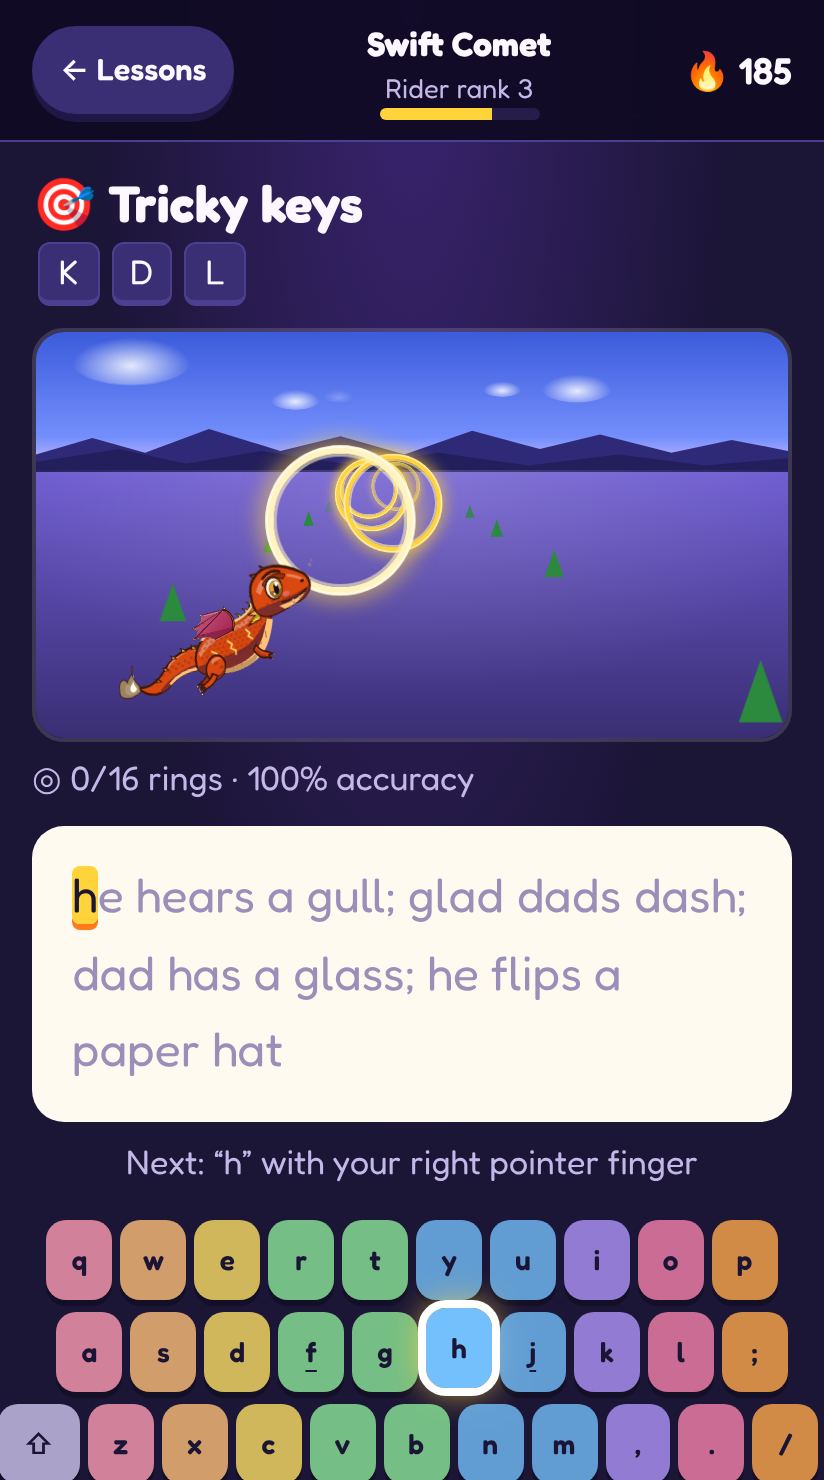 ← Lessons
Swift Comet
Rider rank 3
🔥 185
🎯 Tricky keys
K D L
◎ 0/16 rings · 100% accuracy
he hears a gull; glad dads dash;
dad has a glass; he flips a
paper hat
Next: “h” with your right pointer finger
q w e r t y u i o p
a s d f g h j k l ;
⇧ z x c v b n m , . /